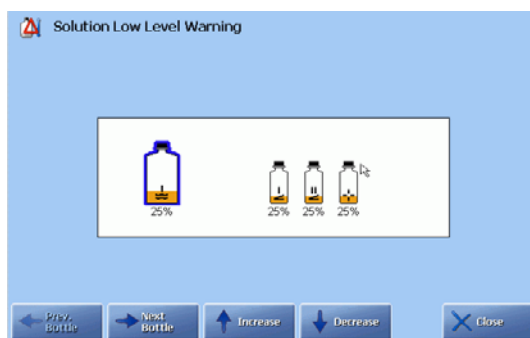 Solution Low Level Warning
25%
25% 25% 25%
Prev. Bottle
Next Bottle
Increase
Decrease
Close